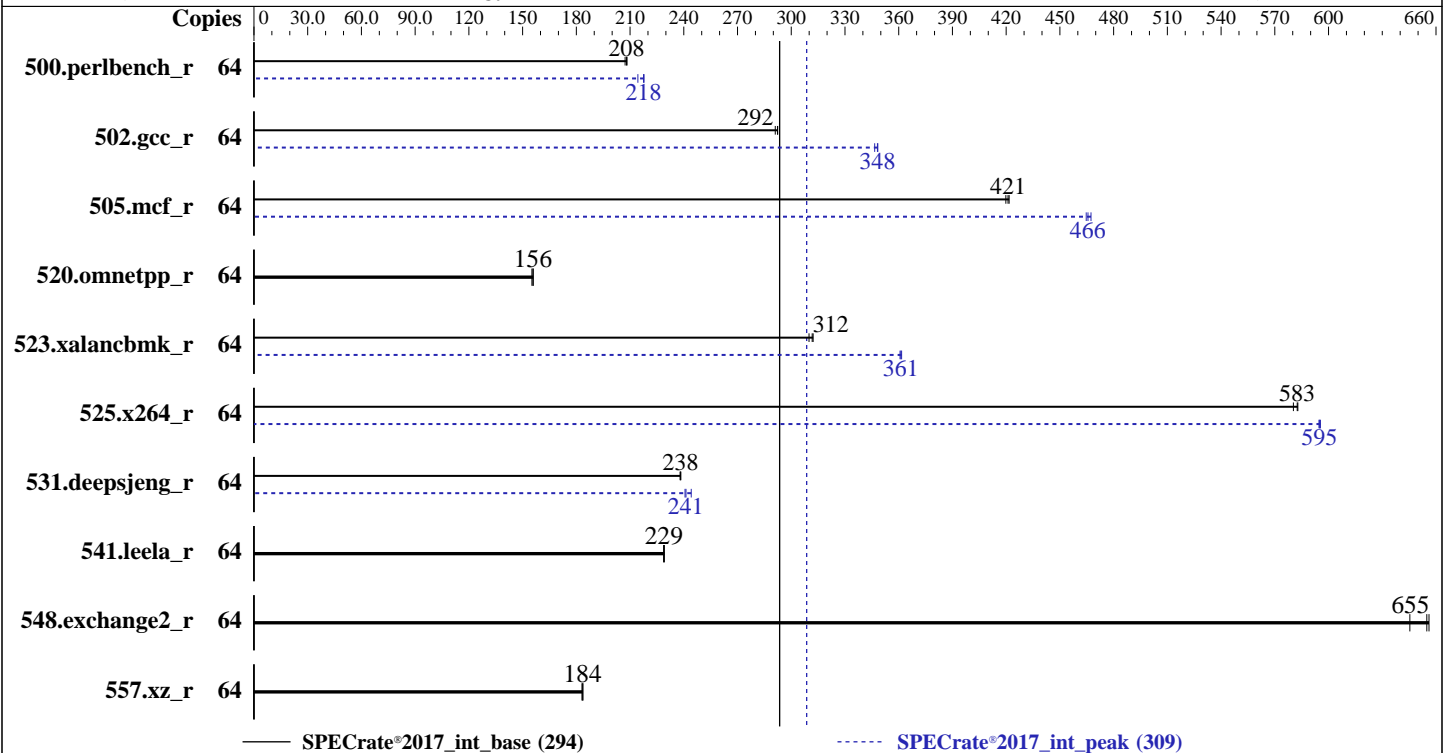 Copies 0 30.0 60.0 90.0 120 150 180 210 240 270 300 330 360 390 420 450 480 510 540 570 600 660
500.perlbench_r 64 208
218
502.gcc_r 64 292
348
505.mcf_r 64 421
466
520.omnetpp_r 64 156
523.xalancbmk_r 64 312
361
525.x264_r 64 583
595
531.deepsjeng_r 64 238
241
541.leela_r 64 229
548.exchange2_r 64 655
557.xz_r 64 184
SPECrate®2017_int_base (294) SPECrate®2017_int_peak (309)